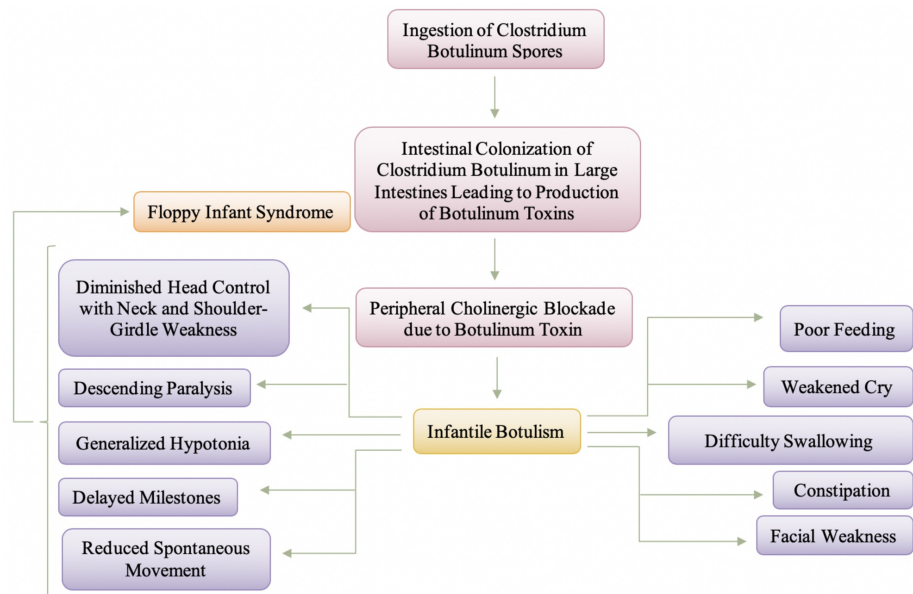 Ingestion of Clostridium
Botulinum Spores
Intestinal Colonization of
Clostridium Botulinum in Large
Intestines Leading to Production
of Botulinum Toxins
Floppy Infant Syndrome
Diminished Head Control
with Neck and Shoulder-
Girdle Weakness
Peripheral Cholinergic Blockade
due to Botulinum Toxin
Poor Feeding
Descending Paralysis
Weakened Cry
Infantile Botulism
Generalized Hypotonia
Difficulty Swallowing
Delayed Milestones
Constipation
Reduced Spontaneous
Movement
Facial Weakness